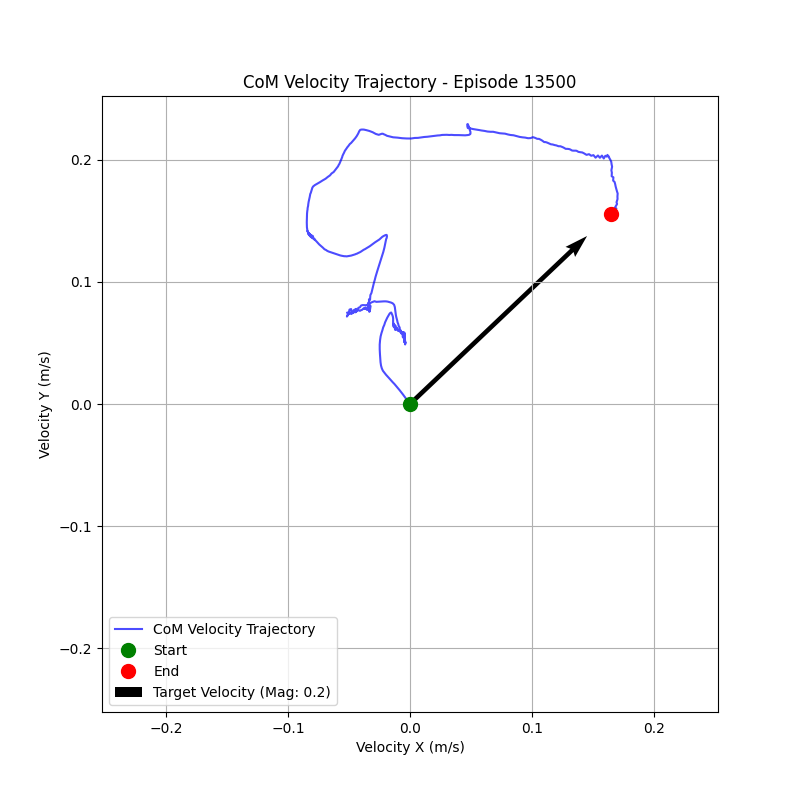 CoM Velocity Trajectory - Episode 13500
Velocity Y (m/s)
0.2
0.1
0.0
−0.1
−0.2
CoM Velocity Trajectory
Start
End
Target Velocity (Mag: 0.2)
−0.2
−0.1
0.0
0.1
0.2
Velocity X (m/s)